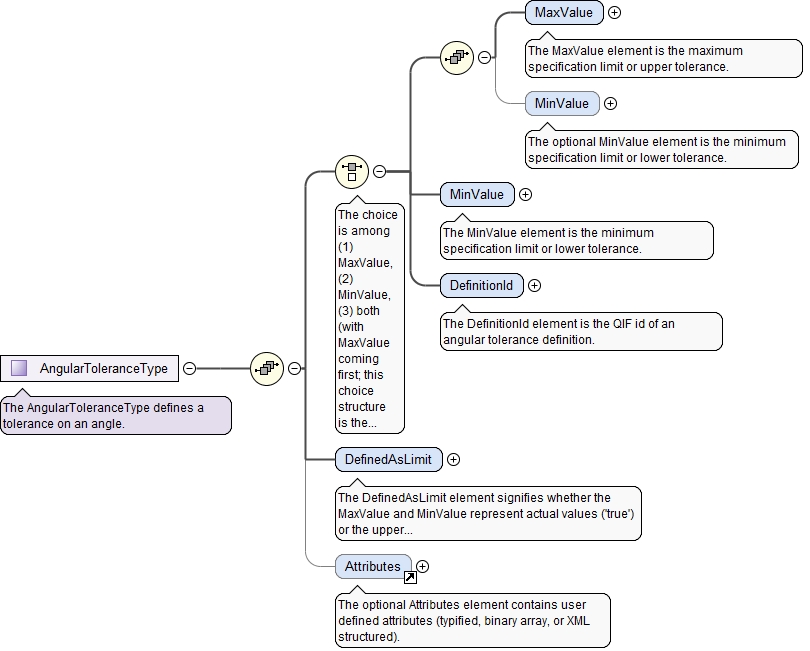 MaxValue
The MaxValue element is the maximum
specification limit or upper tolerance.
MinValue
The optional MinValue element is the minimum
specification limit or lower tolerance.
The choice
is among
(1)
MaxValue,
(2)
MinValue,
(3) both
(with
MaxValue
coming
first; this
choice
structure
is the...
MinValue
The MinValue element is the minimum
specification limit or lower tolerance.
DefinitionId
The DefinitionId element is the QIF id of an
angular tolerance definition.
AngularToleranceType
The AngularToleranceType defines a
tolerance on an angle.
DefinedAsLimit
The DefinedAsLimit element signifies whether the
MaxValue and MinValue represent actual values ('true')
or the upper...
Attributes
The optional Attributes element contains user
defined attributes (typified, binary array, or XML
structured).